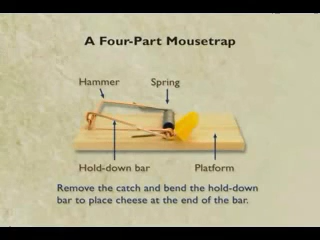 A Four-Part Mousetrap
Hammer Spring
Hold-down bar Platform
Remove the catch and bend the hold-down
bar to place cheese at the end of the bar.